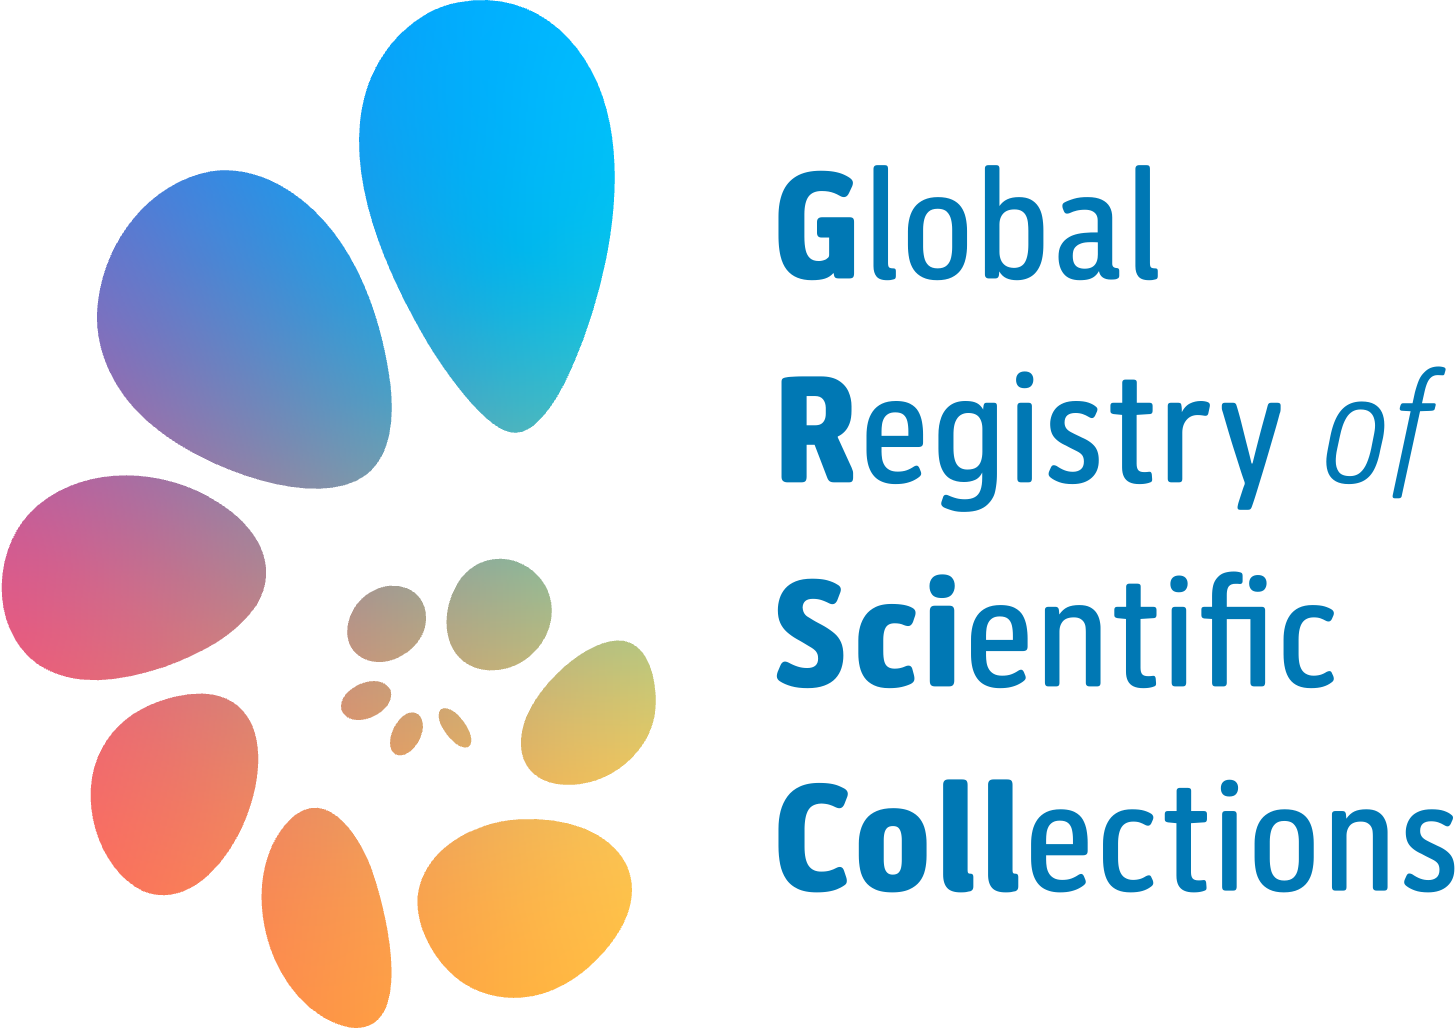 Global
Registry of
Scientific
Collections